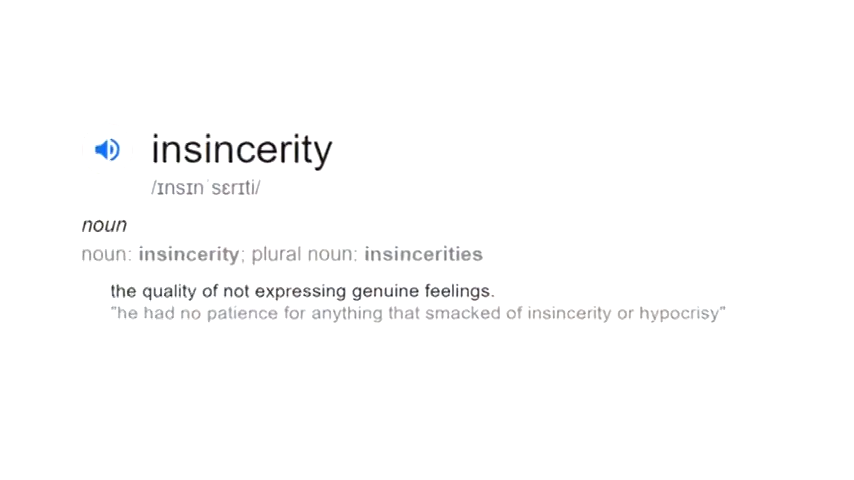 insincerity
/ɪnsɪnˈsɛrɪti/
noun
noun: insincerity; plural noun: insincerities
the quality of not expressing genuine feelings.
"he had no patience for anything that smacked of insincerity or hypocrisy"